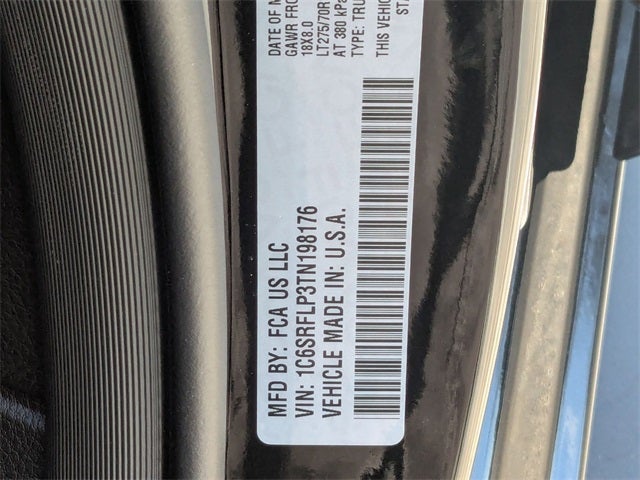 MFD BY: FCA US LLC
VIN: 1C6SRFLP3TN198176
VEHICLE MADE IN: U.S.A.
DATE OF M
GAWR FRO
18X8.0
LT275/70R
AT 380 kPa
TYPE: TRU
THIS VEHIC
STA